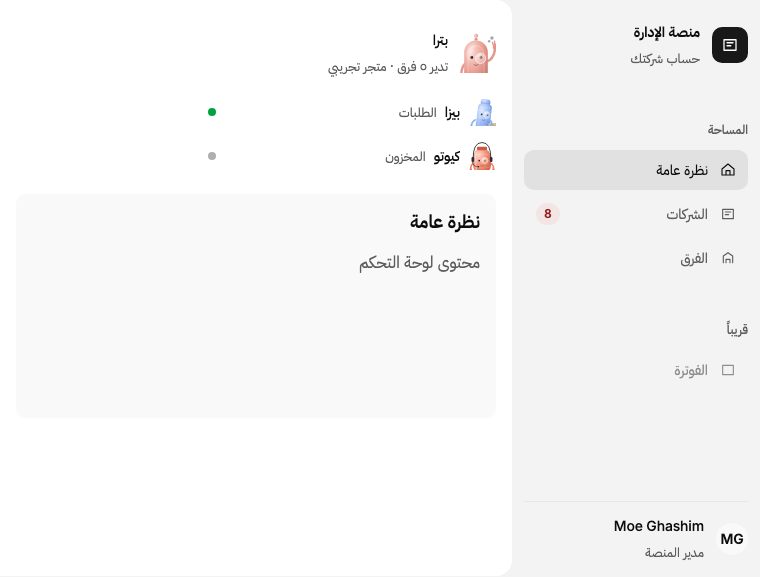 منصة الإدارة
حساب شركتك
المساحة
نظرة عامة
الشركات 8
الفرق
قريباً
الفوترة
Moe Ghashim
مدير المنصة
MG
بترا
تدير ٥ فرق · متجر تجريبي
بيزا الطلبات
كيوتو المخزون
نظرة عامة
محتوى لوحة التحكم